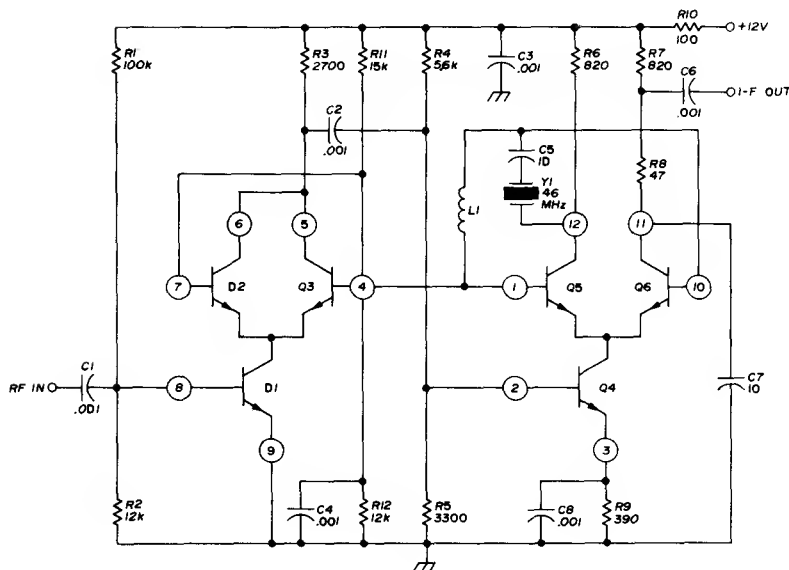 R10
100
+12V
R1
100k
R3
2700
R11
15k
R4
5,6k
C3
.001
R6
820
R7
820
C6
.001
I-F OUT
C2
.001
C5
1D
Y1
46
MHz
R8
47
L1
6
5
12
11
7
D2
Q3
4
1
Q5
Q6
10
RF IN
C1
.0D1
8
D1
2
Q4
C7
10
9
3
R2
12k
C4
.001
R12
12k
R5
3300
C8
.001
R9
390